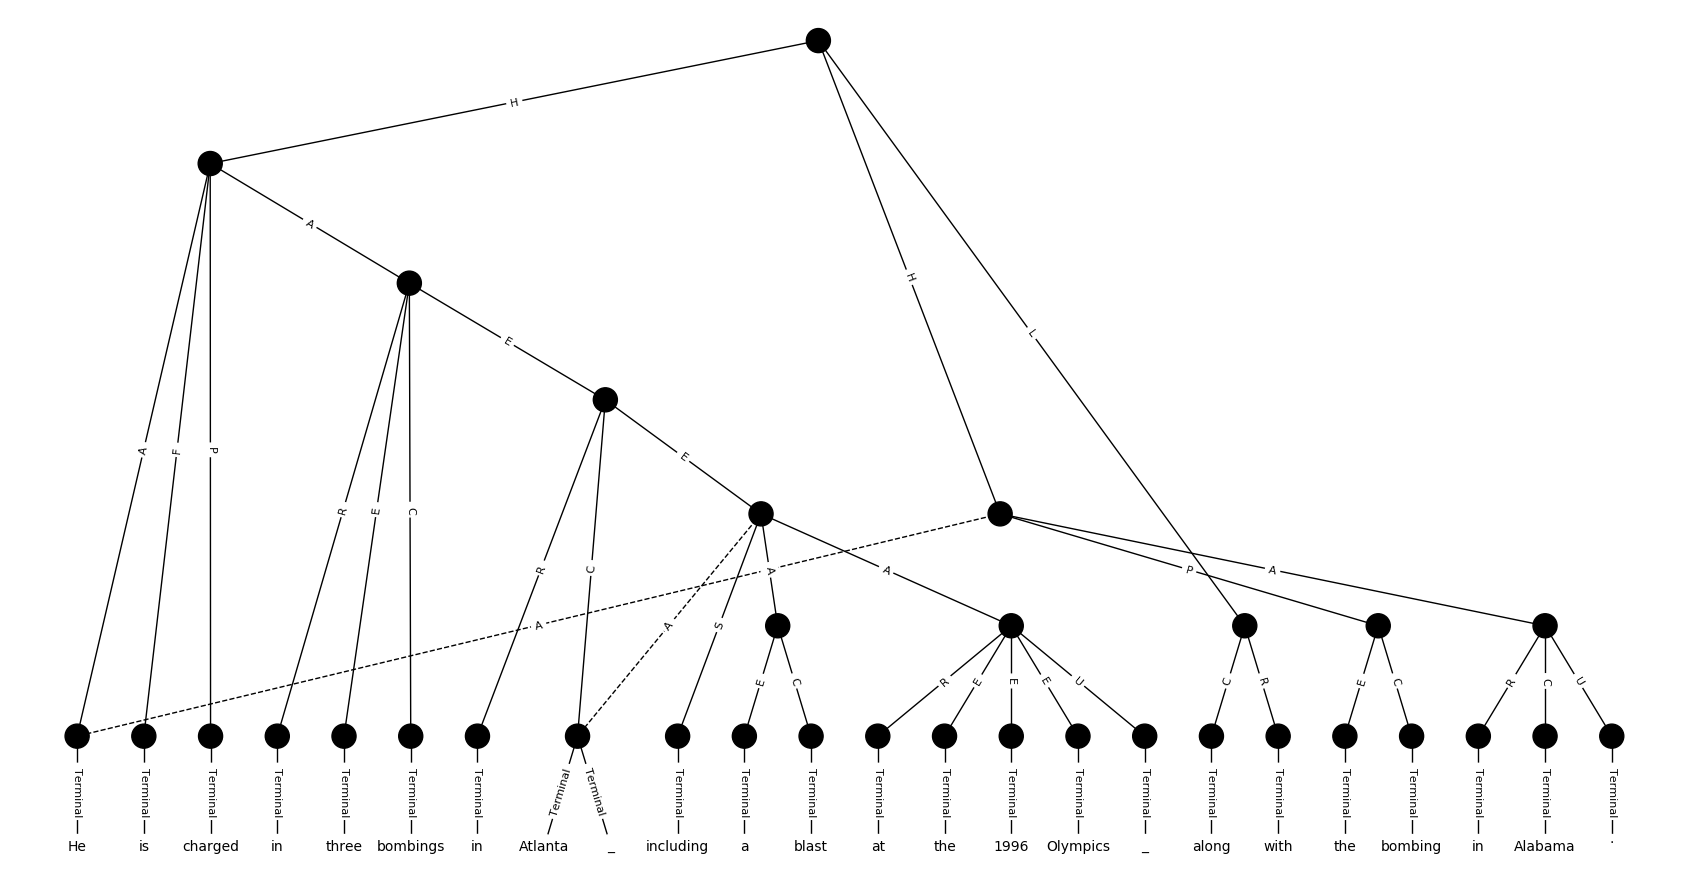 H
A
H
E
L
E
A F P
R E C
R C A A P A
A A S
E C R E E E U C R E C R C U
Terminal Terminal Terminal Terminal Terminal Terminal Terminal Terminal Terminal Terminal Terminal Terminal Terminal Terminal Terminal Terminal Terminal Terminal Terminal Terminal Terminal Terminal Terminal Terminal
He is charged in three bombings in Atlanta _ including a blast at the 1996 Olympics _ along with the bombing in Alabama .